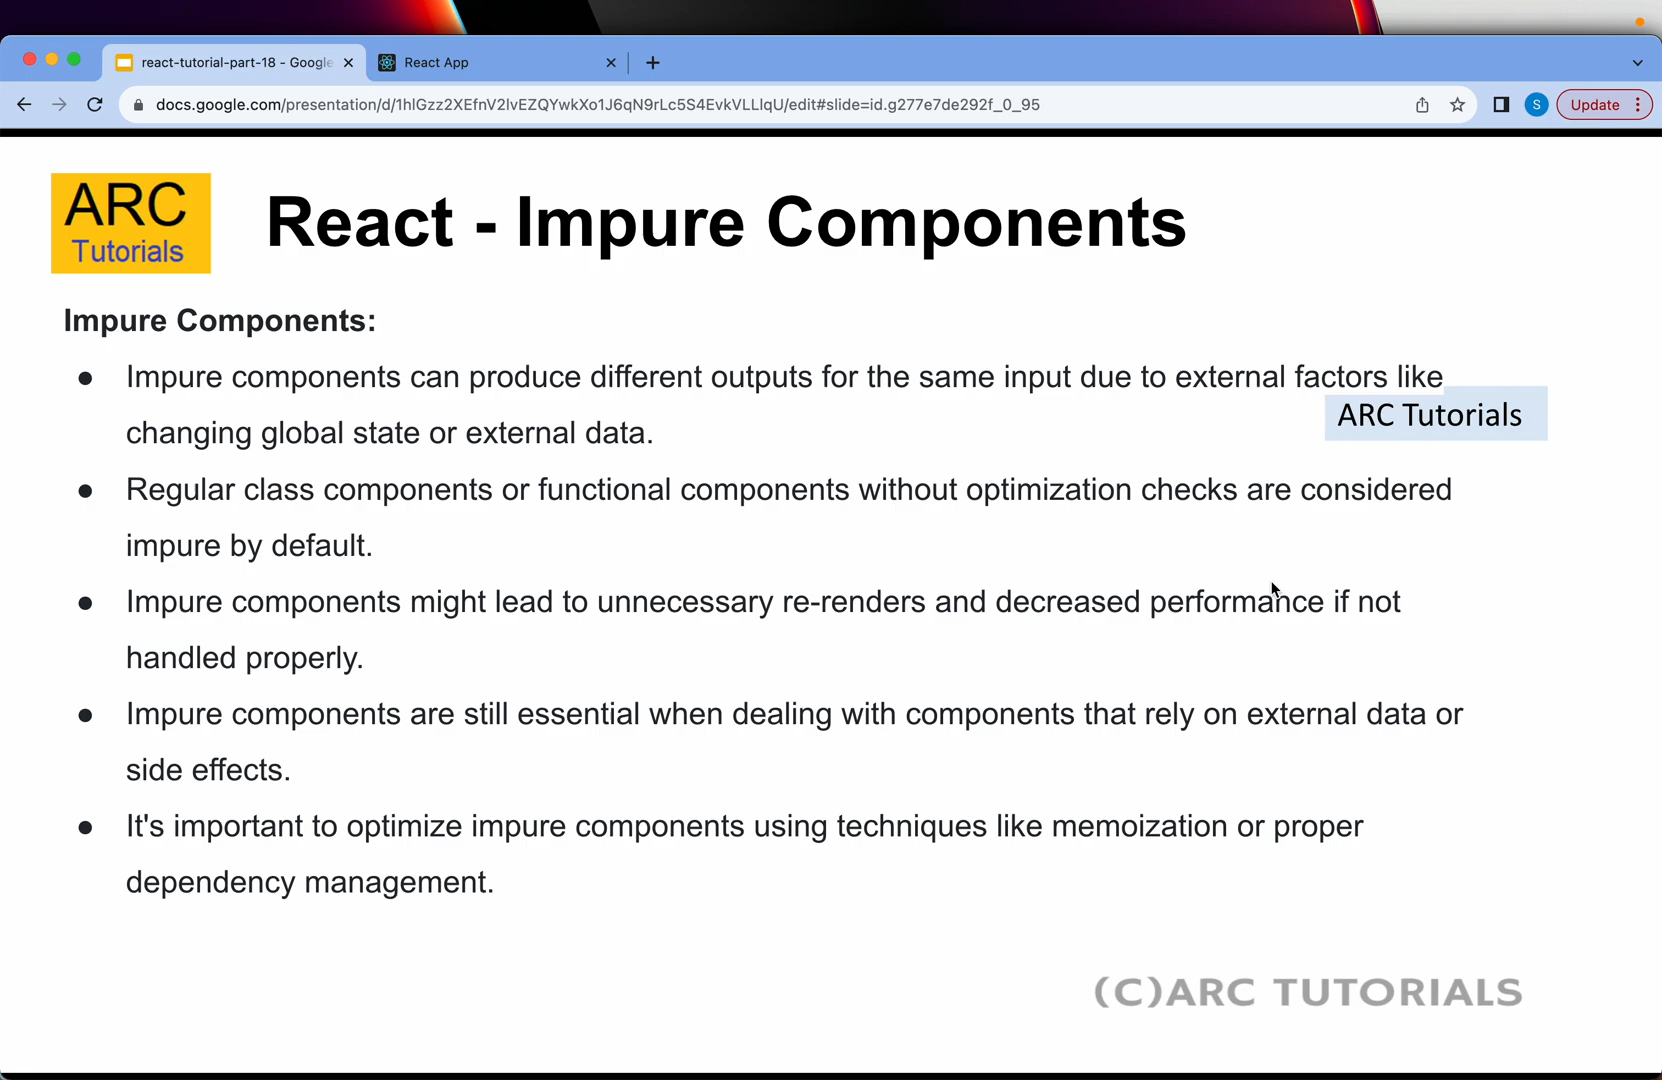 react-tutorial-part-18 - Google
React App
docs.google.com/presentation/d/1hlGzz2XEfnV2lvEZQYwkXo1J6qN9rLc5S4EvkVLLlqU/edit#slide=id.g277e7de292f_0_95
S
Update
ARC
Tutorials
React - Impure Components
Impure Components:
● Impure components can produce different outputs for the same input due to external factors like
changing global state or external data.
ARC Tutorials
● Regular class components or functional components without optimization checks are considered
impure by default.
● Impure components might lead to unnecessary re-renders and decreased performance if not
handled properly.
● Impure components are still essential when dealing with components that rely on external data or
side effects.
● It's important to optimize impure components using techniques like memoization or proper
dependency management.
(C)ARC TUTORIALS